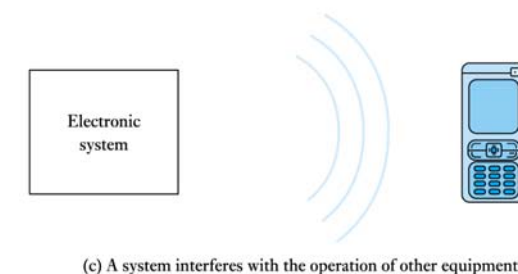 Electronic
system
(c) A system interferes with the operation of other equipment